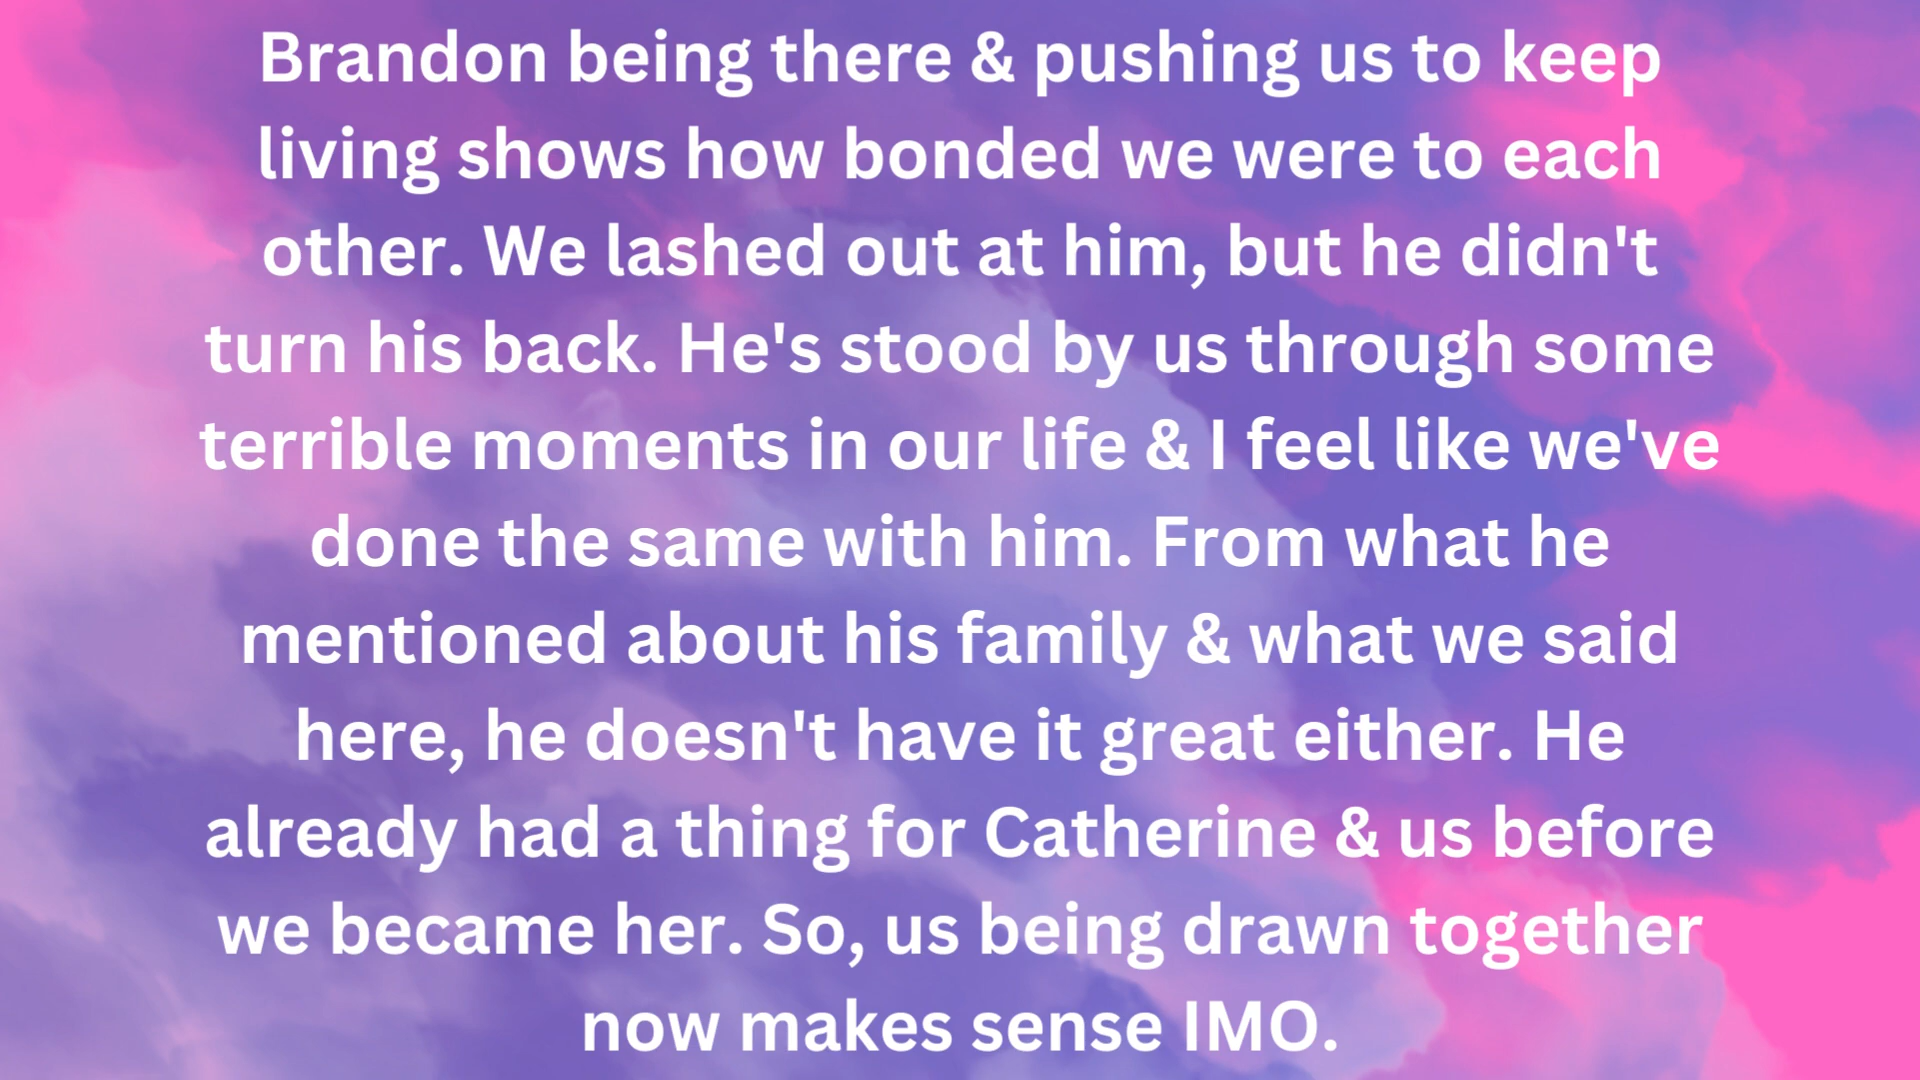 Brandon being there & pushing us to keep
living shows how bonded we were to each
other. We lashed out at him, but he didn't
turn his back. He's stood by us through some
terrible moments in our life & I feel like we've
done the same with him. From what he
mentioned about his family & what we said
here, he doesn't have it great either. He
already had a thing for Catherine & us before
we became her. So, us being drawn together
now makes sense IMO.